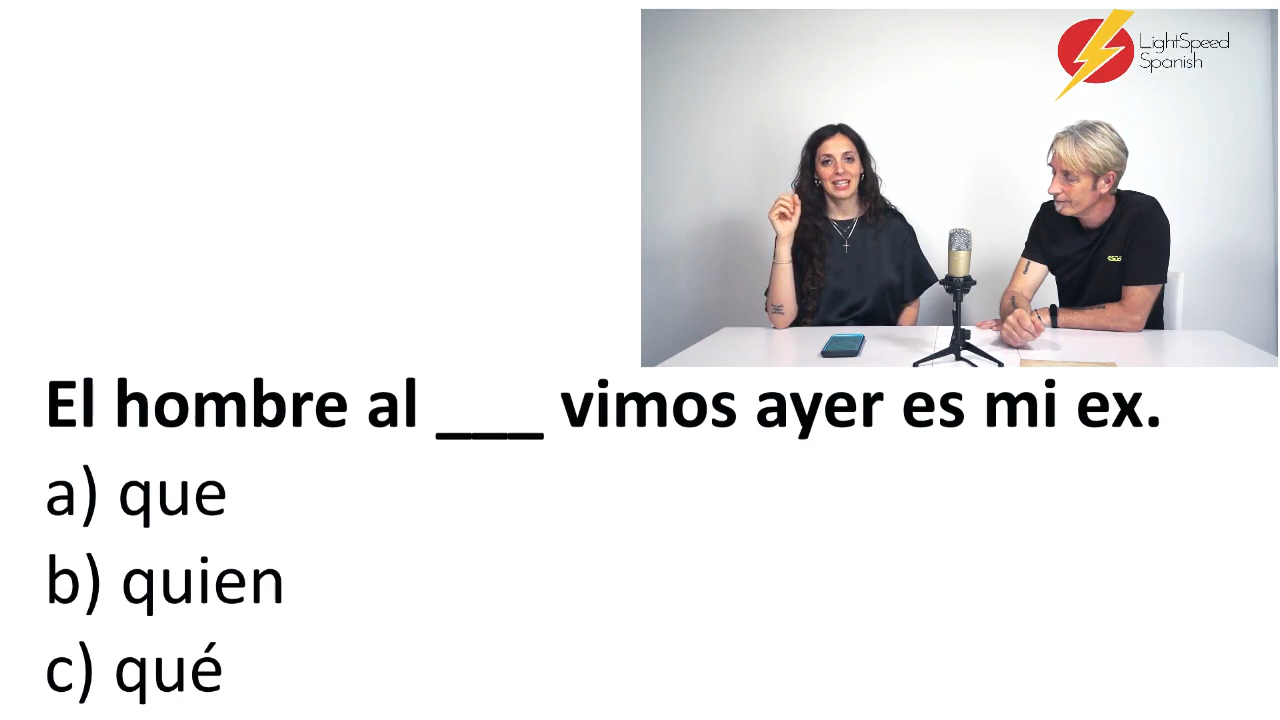 LightSpeed
Spanish
El hombre al ___ vimos ayer es mi ex.
a) que
b) quien
c) qué